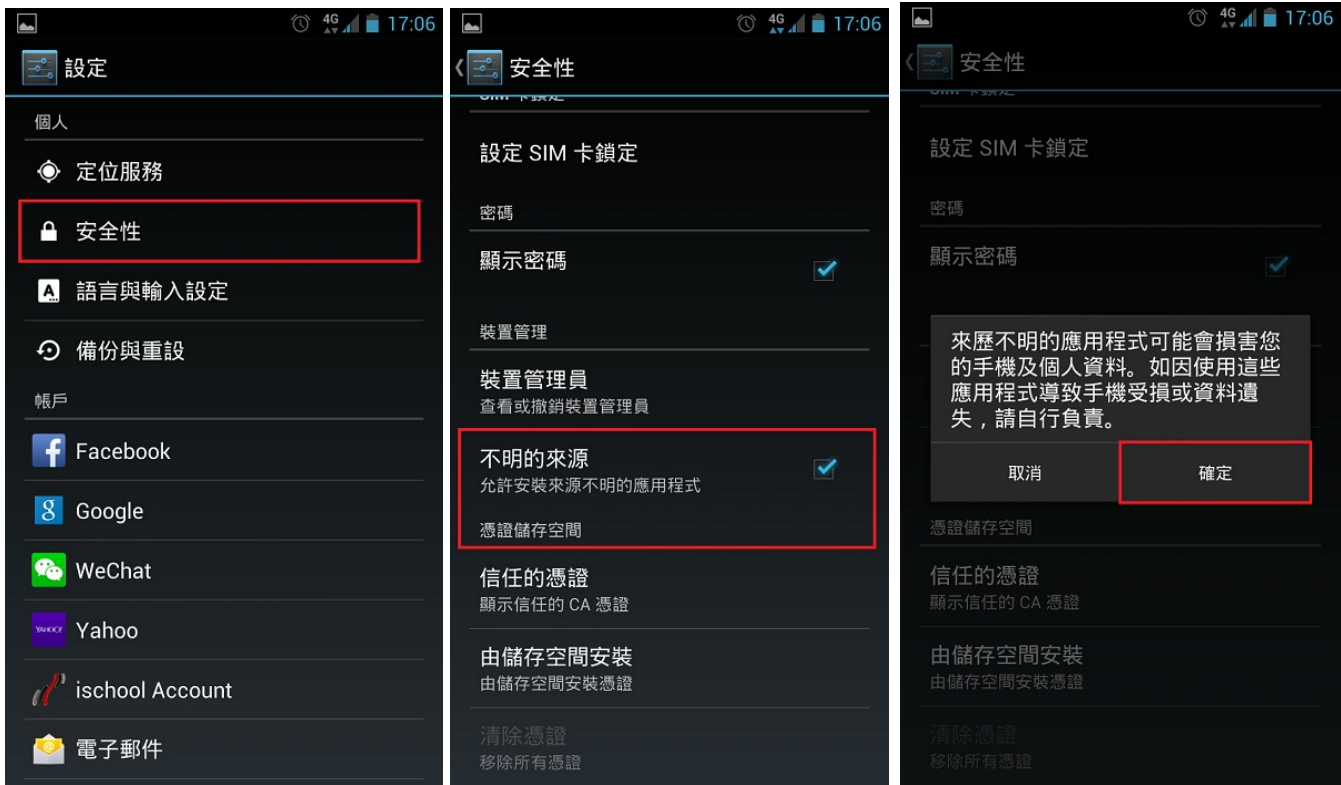 4G 17:06
設定
個人
定位服務
安全性
語言與輸入設定
備份與重設
帳戶
Facebook
Google
WeChat
YAHOO! Yahoo
ischool Account
電子郵件
4G 17:06
安全性
SIM 卡鎖定
設定 SIM 卡鎖定
密碼
顯示密碼
裝置管理
裝置管理員
查看或撤銷裝置管理員
不明的來源
允許安裝來源不明的應用程式
憑證儲存空間
信任的憑證
顯示信任的 CA 憑證
由儲存空間安裝
由儲存空間安裝憑證
清除憑證
移除所有憑證
4G 17:06
安全性
SIM 卡鎖定
設定 SIM 卡鎖定
密碼
顯示密碼
來歷不明的應用程式可能會損害您
的手機及個人資料。如因使用這些
應用程式導致手機受損或資料遺
失，請自行負責。
取消 確定
憑證儲存空間
信任的憑證
顯示信任的 CA 憑證
由儲存空間安裝
由儲存空間安裝憑證
清除憑證
移除所有憑證